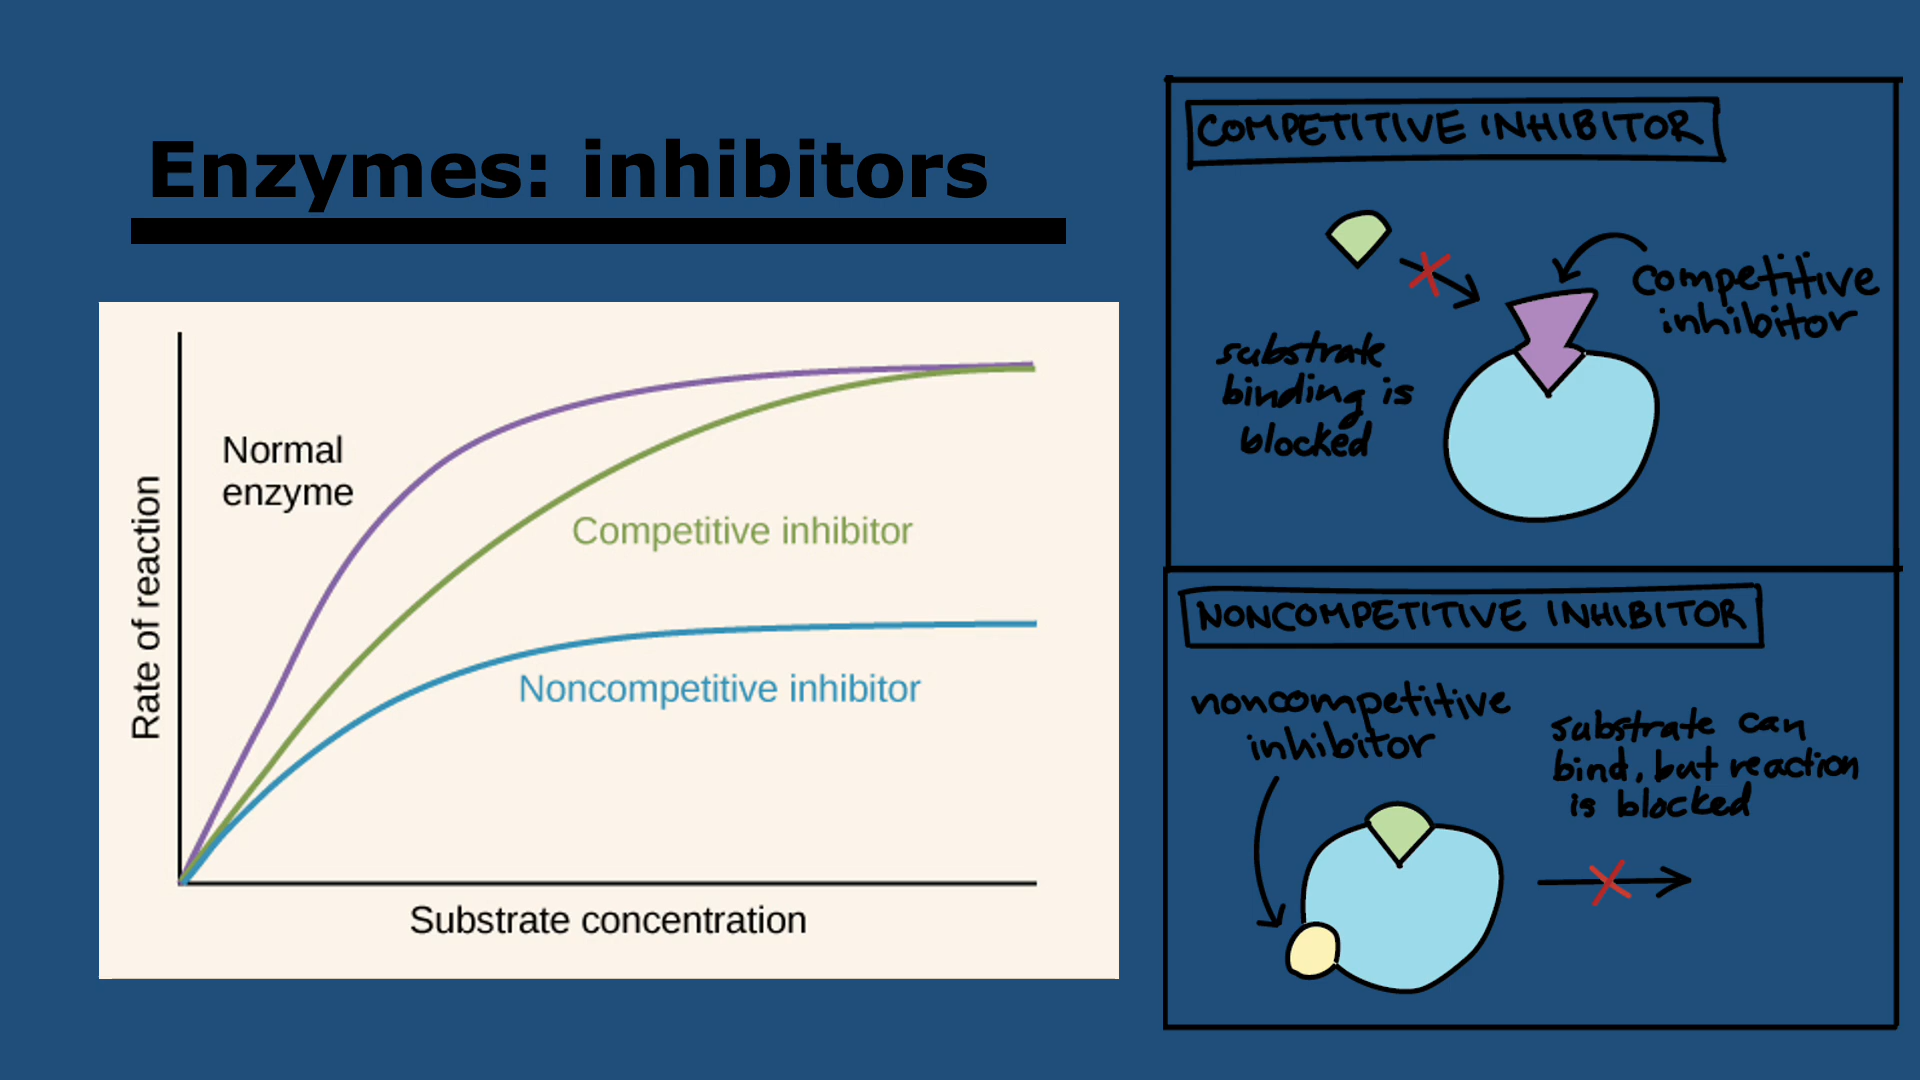 Enzymes: inhibitors
Normal
enzyme
Competitive inhibitor
Noncompetitive inhibitor
Rate of reaction
Substrate concentration
COMPETITIVE INHIBITOR
competitive
inhibitor
substrate
binding is
blocked
NONCOMPETITIVE INHIBITOR
noncompetitive
inhibitor
substrate can
bind, but reaction
is blocked